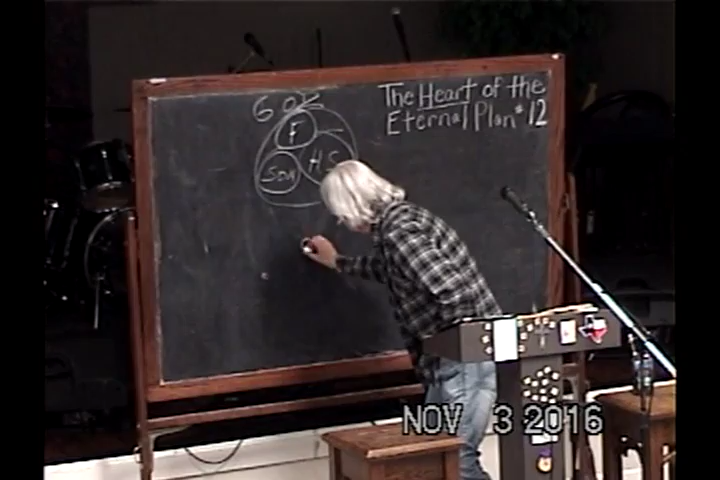 GOD
The Heart of the
Eternal Plan #12
F
Son
HS
NOV 3 2016